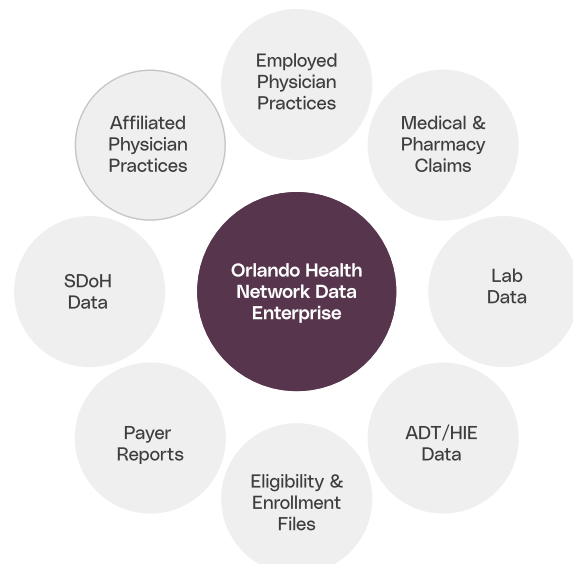 Employed
Physician
Practices
Affiliated
Physician
Practices
Medical &
Pharmacy
Claims
Orlando Health
Network Data
Enterprise
SDoH
Data
Lab
Data
Payer
Reports
ADT/HIE
Data
Eligibility &
Enrollment
Files